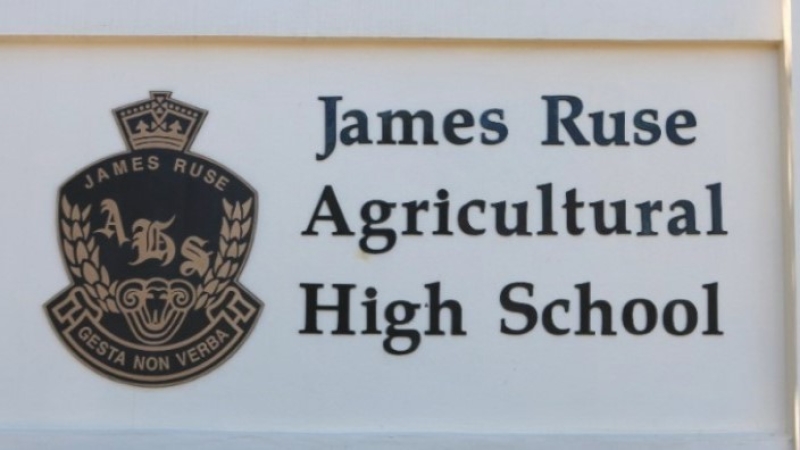 JAMES RUSE
AHS
GESTA NON VERBA
James Ruse
Agricultural
High School